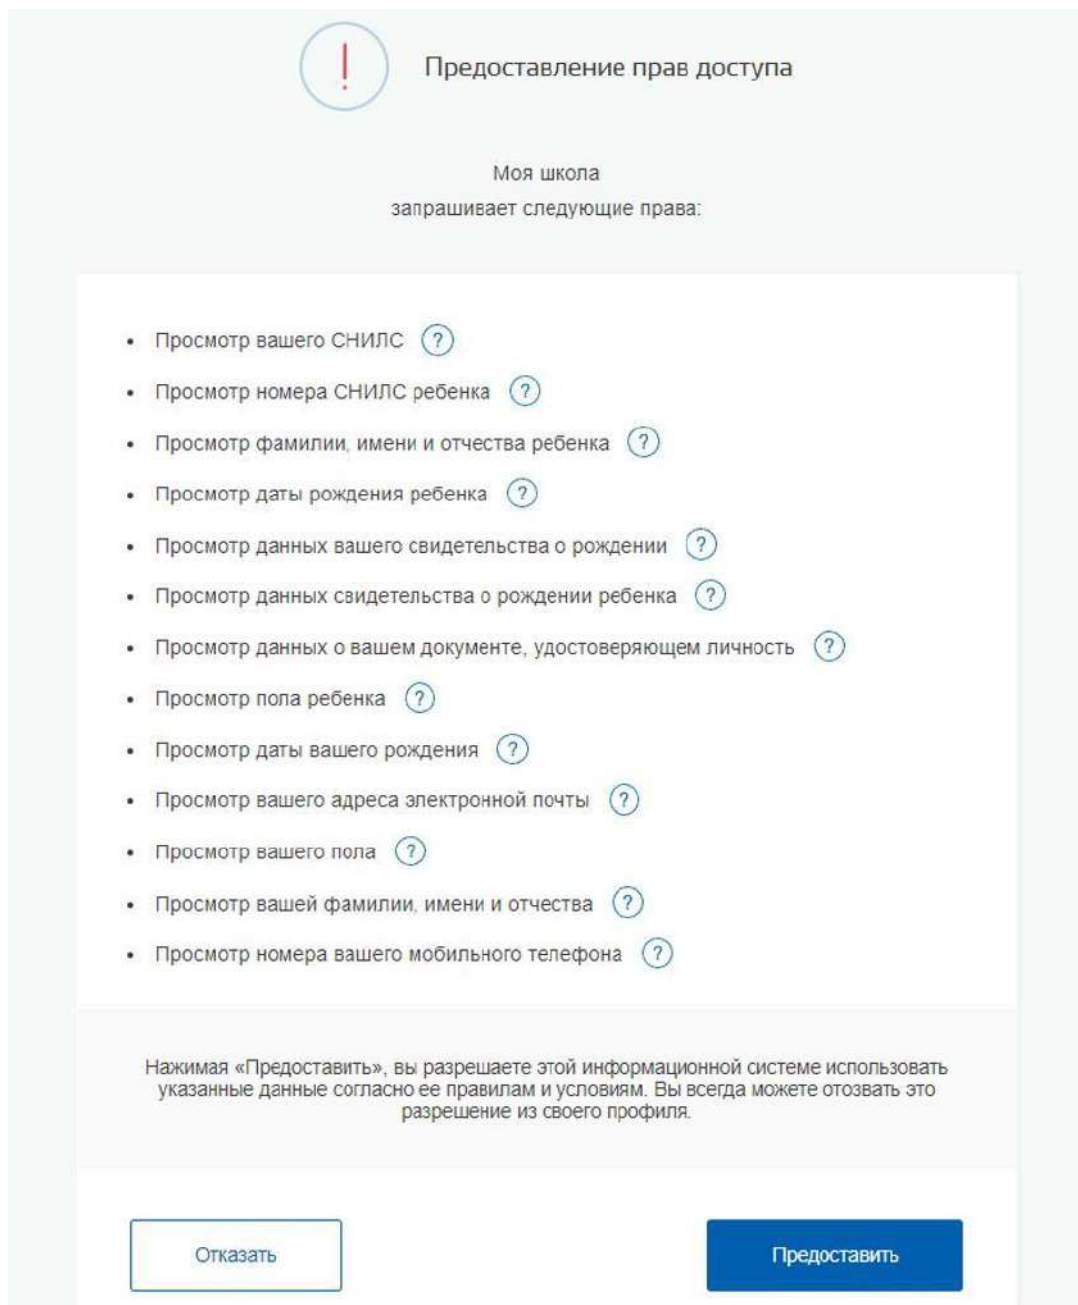 Предоставление прав доступа
Моя школа
запрашивает следующие права:
• Просмотр вашего СНИЛС ?
• Просмотр номера СНИЛС ребенка ?
• Просмотр фамилии, имени и отчества ребенка ?
• Просмотр даты рождения ребенка ?
• Просмотр данных вашего свидетельства о рождении ?
• Просмотр данных свидетельства о рождении ребенка ?
• Просмотр данных о вашем документе, удостоверяющем личность ?
• Просмотр пола ребенка ?
• Просмотр даты вашего рождения ?
• Просмотр вашего адреса электронной почты ?
• Просмотр вашего пола ?
• Просмотр вашей фамилии, имени и отчества ?
• Просмотр номера вашего мобильного телефона ?
Нажимая «Предоставить», вы разрешаете этой информационной системе использовать
указанные данные согласно ее правилам и условиям. Вы всегда можете отозвать это
разрешение из своего профиля.
Отказать
Предоставить